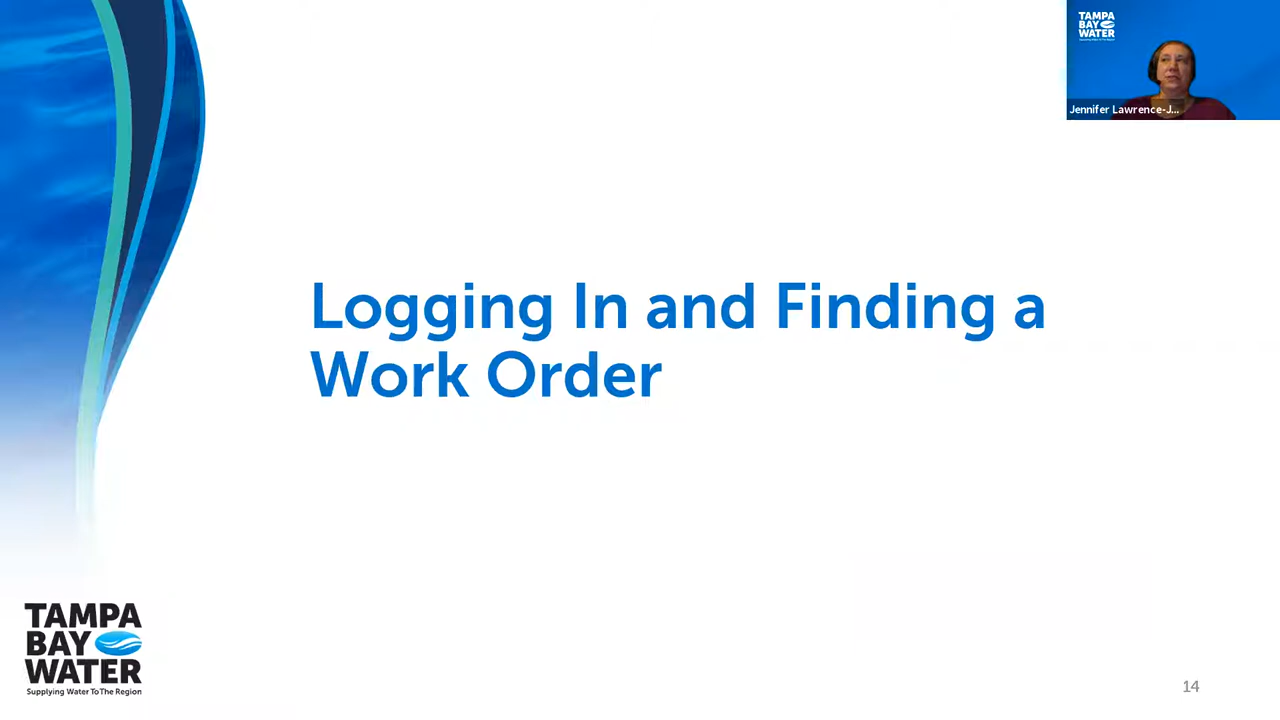 TAMPA
BAY
WATER
Jennifer Lawrence-J...
Logging In and Finding a
Work Order
TAMPA
BAY
WATER
Supplying Water To The Region
14